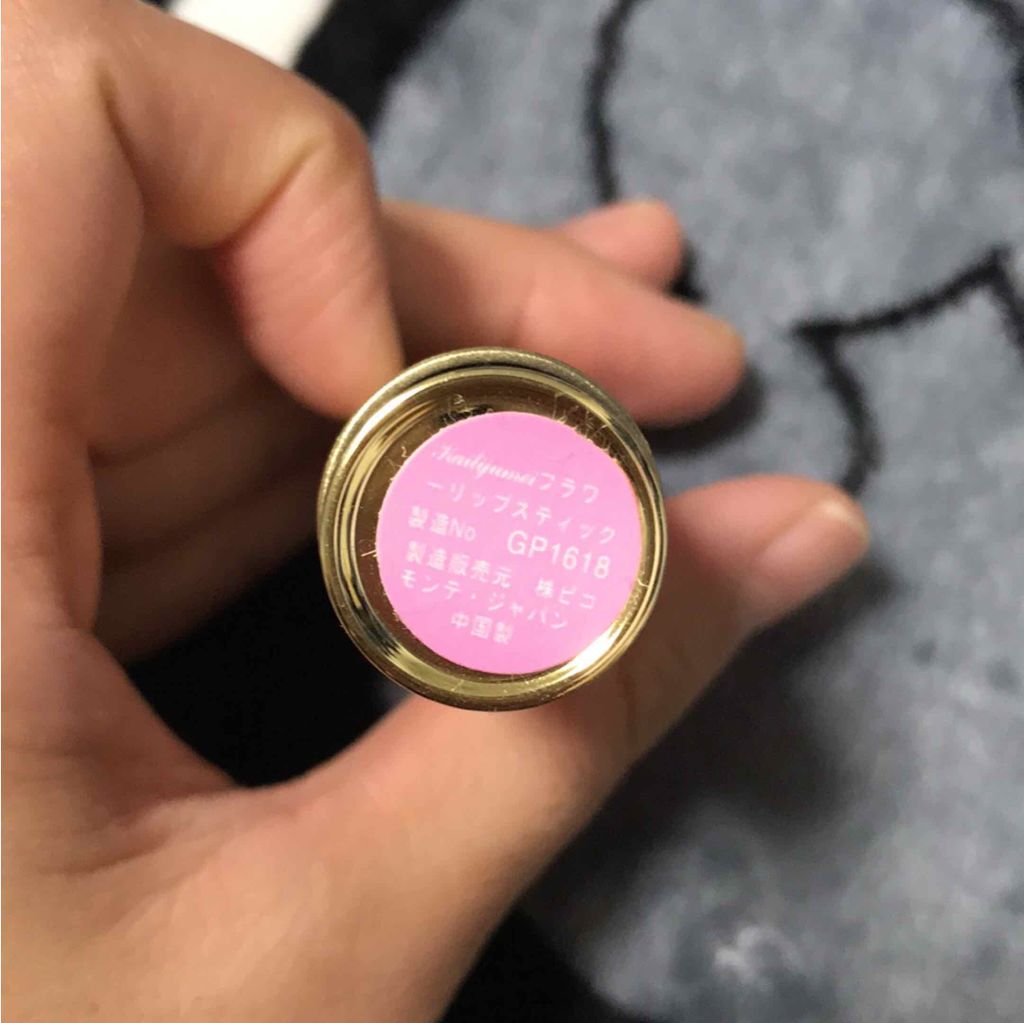 Kailijumeiフラワ
ーリップスティック
製造No GP1618
製造販売元 株ピコ
モンテ・ジャパン
中国製